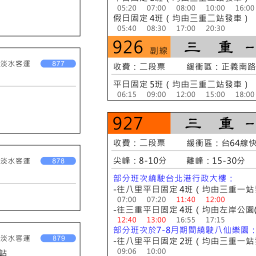 淡水客運 877
淡水客運 878
淡水客運 879
站
05:20 07:00 08:00 10:00 16:00
假日固定4班(均由三重二站發車)
05:40 08:30 17:00 20:30
926 副線 三 重 –
收費:二段票 緩衝區:正義南路
平日固定5班(均由三重二站發車)
06:15 09:00 12:00 15:00 18:00
927 三 重 –
收費:二段票 緩衝區:台64線快
尖峰:8-10分 離峰:15-30分
部分班次繞駛台北港行政大樓:
-往八里平日固定4班(均由三重一站
07:00 07:20 11:40 12:00
-往三重平日固定4班(均由左岸公園(
12:40 13:00 16:55 17:15
部分班次於7-8月期間繞駛八仙樂園:
-往八里平日固定2班(均由三重一站
09:06 10:00